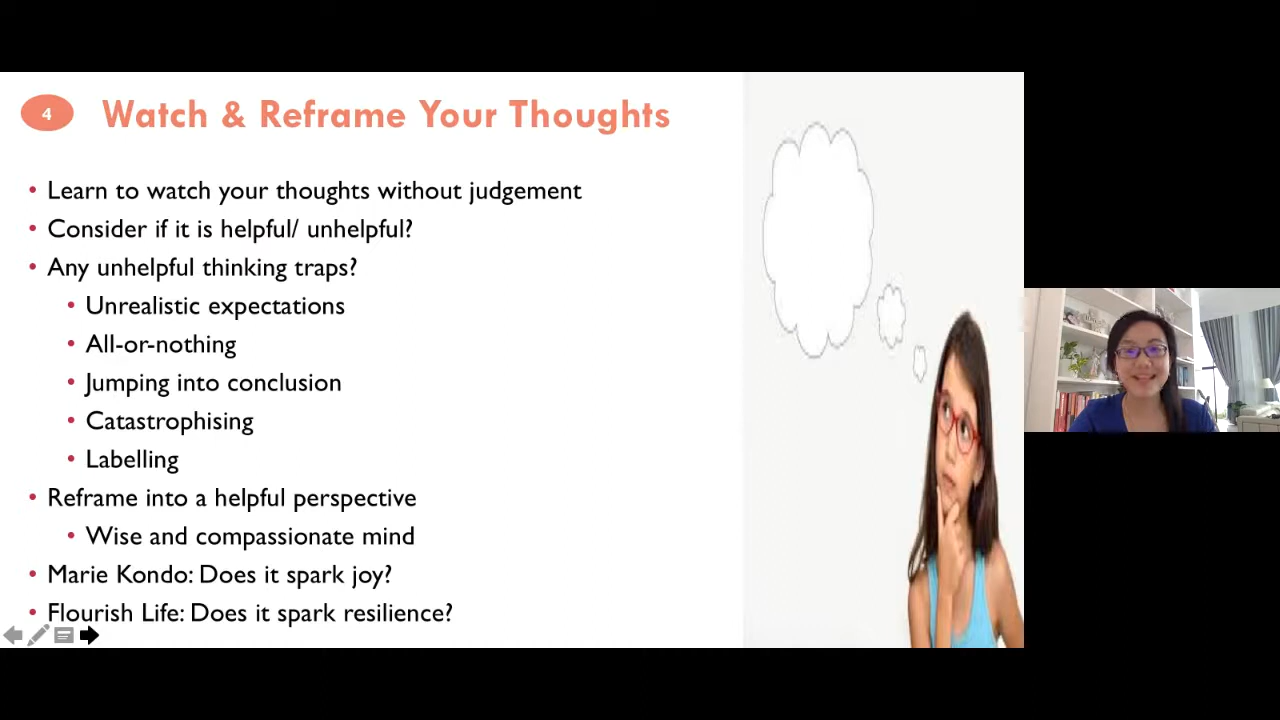 4
Watch & Reframe Your Thoughts
• Learn to watch your thoughts without judgement
• Consider if it is helpful/ unhelpful?
• Any unhelpful thinking traps?
• Unrealistic expectations
• All-or-nothing
• Jumping into conclusion
• Catastrophising
• Labelling
• Reframe into a helpful perspective
• Wise and compassionate mind
• Marie Kondo: Does it spark joy?
• Flourish Life: Does it spark resilience?